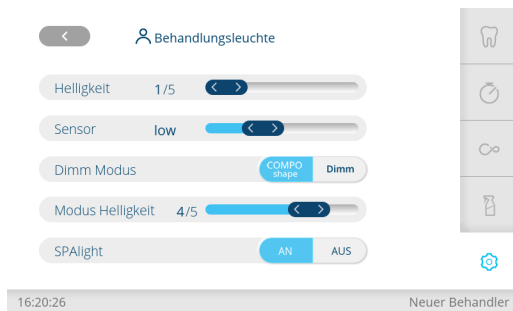 Behandlungsleuchte
Helligkeit 1/5
Sensor low
Dimm Modus COMPO shape Dimm
Modus Helligkeit 4/5
SPAlight AN AUS
16:20:26 Neuer Behandler